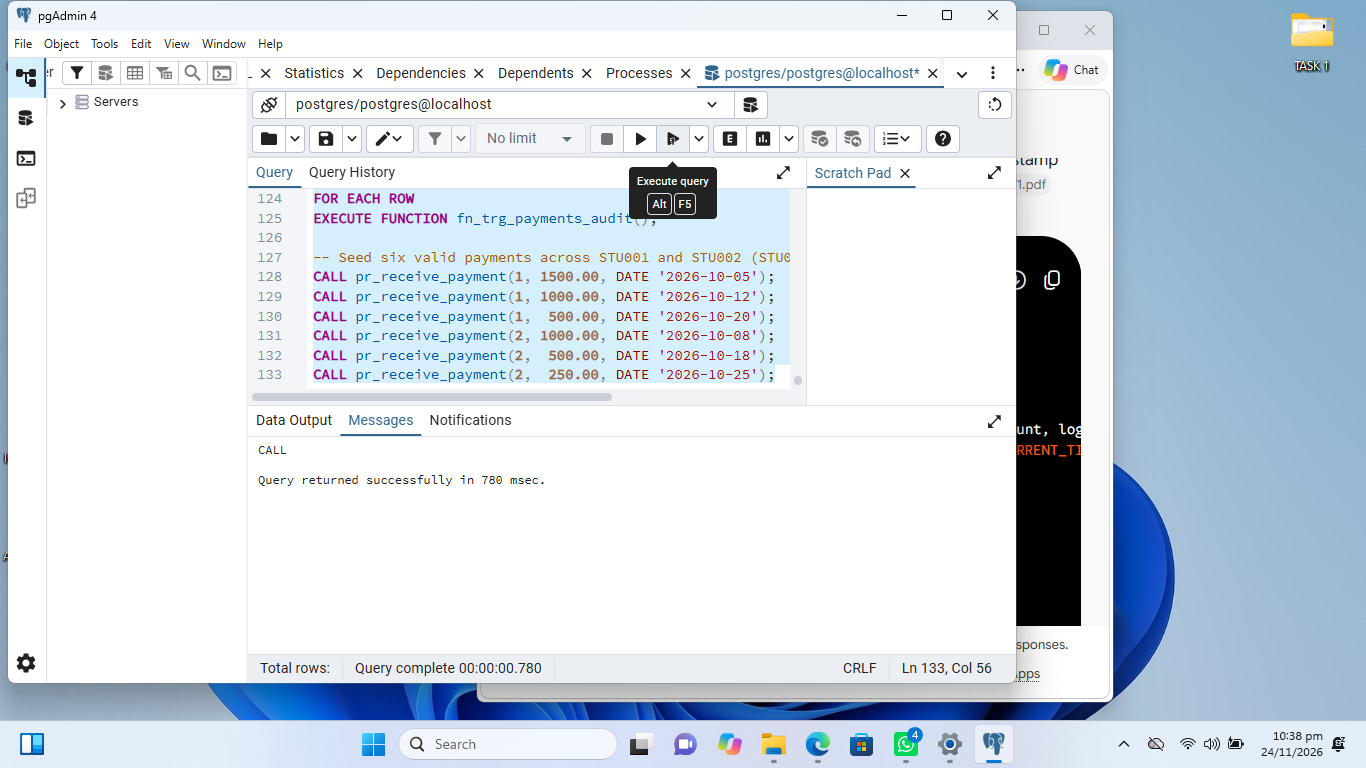 pgAdmin 4
File Object Tools Edit View Window Help
Statistics Dependencies Dependents Processes postgres/postgres@localhost*
Servers
postgres/postgres@localhost
No limit
Query Query History
Scratch Pad
Execute query
Alt F5
124 FOR EACH ROW
125 EXECUTE FUNCTION fn_trg_payments_audit();
126
127 -- Seed six valid payments across STU001 and STU002 (STU0
128 CALL pr_receive_payment(1, 1500.00, DATE '2026-10-05');
129 CALL pr_receive_payment(1, 1000.00, DATE '2026-10-12');
130 CALL pr_receive_payment(1, 500.00, DATE '2026-10-20');
131 CALL pr_receive_payment(2, 1000.00, DATE '2026-10-08');
132 CALL pr_receive_payment(2, 500.00, DATE '2026-10-18');
133 CALL pr_receive_payment(2, 250.00, DATE '2026-10-25');
Data Output Messages Notifications
CALL
Query returned successfully in 780 msec.
Total rows: Query complete 00:00:00.780 CRLF Ln 133, Col 56
Chat
stamp
1.pdf
unt, log
RRENT_TI
sponses.
TASK 1
Search
4
10:38 pm
24/11/2026